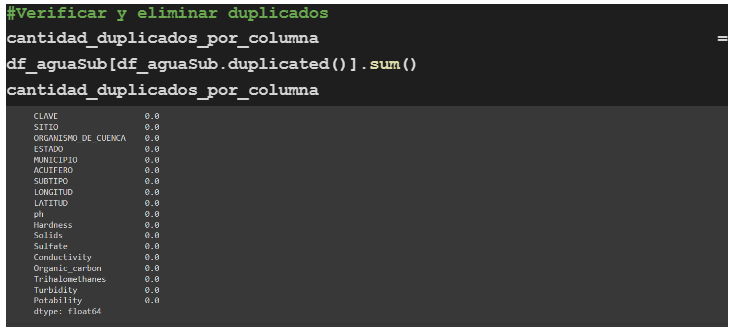 #Verificar y eliminar duplicados
cantidad_duplicados_por_columna =
df_aguaSub[df_aguaSub.duplicated()].sum()
cantidad_duplicados_por_columna
CLAVE 0.0
SITIO 0.0
ORGANISMO DE CUENCA 0.0
ESTADO 0.0
MUNICIPIO 0.0
ACUIFERO 0.0
SUBTIPO 0.0
LONGITUD 0.0
LATITUD 0.0
ph 0.0
Hardness 0.0
Solids 0.0
Sulfate 0.0
Conductivity 0.0
Organic_carbon 0.0
Trihalomethanes 0.0
Turbidity 0.0
Potability 0.0
dtype: float64